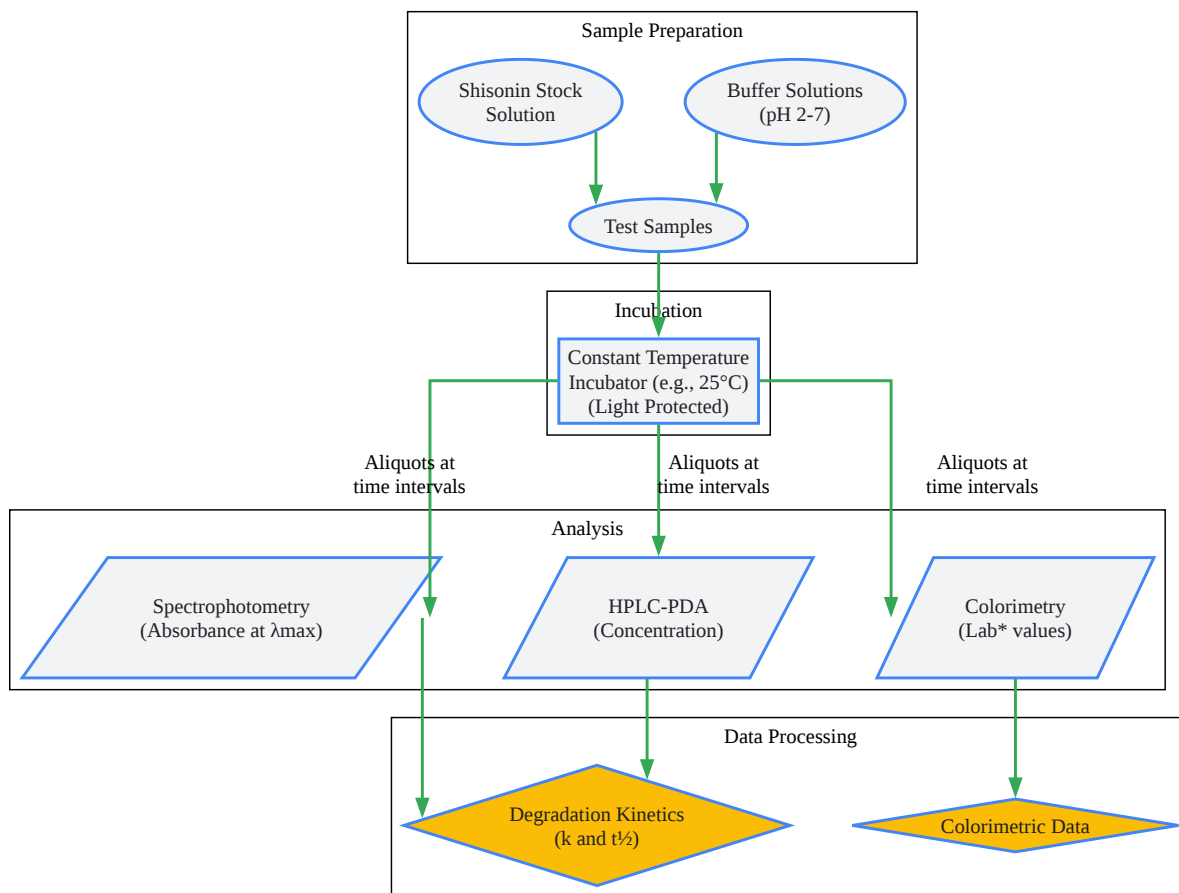 Sample Preparation
Shisonin Stock
Solution
Buffer Solutions
(pH 2-7)
Test Samples
Incubation
Constant Temperature
Incubator (e.g., 25°C)
(Light Protected)
Aliquots at
time intervals
Aliquots at
time intervals
Aliquots at
time intervals
Analysis
Spectrophotometry
(Absorbance at λmax)
HPLC-PDA
(Concentration)
Colorimetry
(Lab* values)
Data Processing
Degradation Kinetics
(k and t½)
Colorimetric Data